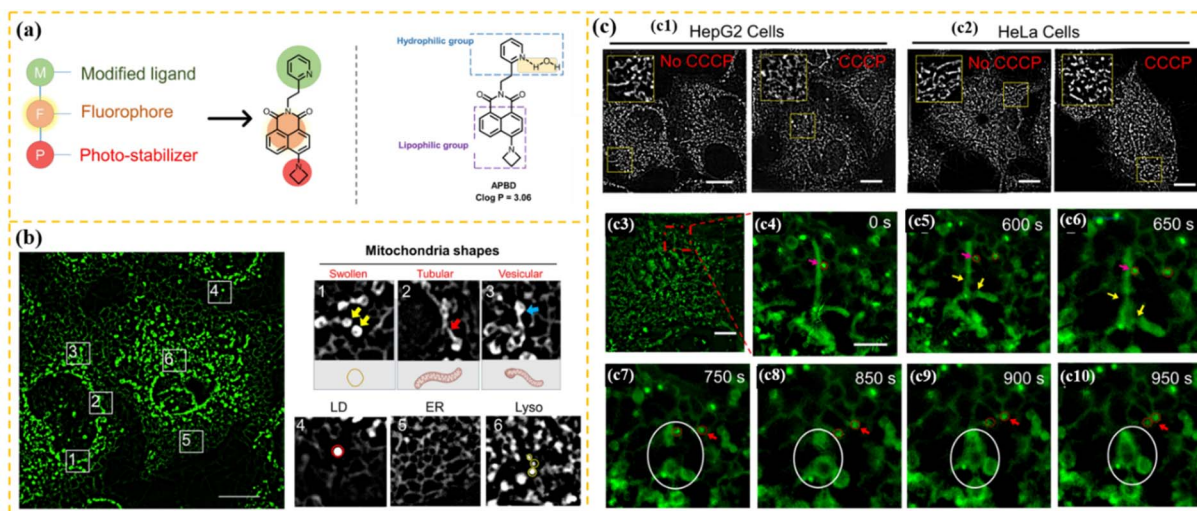 (a)
M Modified ligand
F Fluorophore
P Photo-stabilizer
N
O N O
N
Hydrophilic group
N H O H
O N O
Lipophilic group
N
APBD
Clog P = 3.06
(b)
4
3
6
2
5
1
Mitochondria shapes
Swollen Tubular Vesicular
1 2 3
LD ER Lyso
4 5 6
(c)
(c1) (c2)
HepG2 Cells HeLa Cells
No CCCP CCCP No CCCP CCCP
(c3) (c4) 0 s (c5) 600 s (c6) 650 s
(c7) 750 s (c8) 850 s (c9) 900 s (c10) 950 s